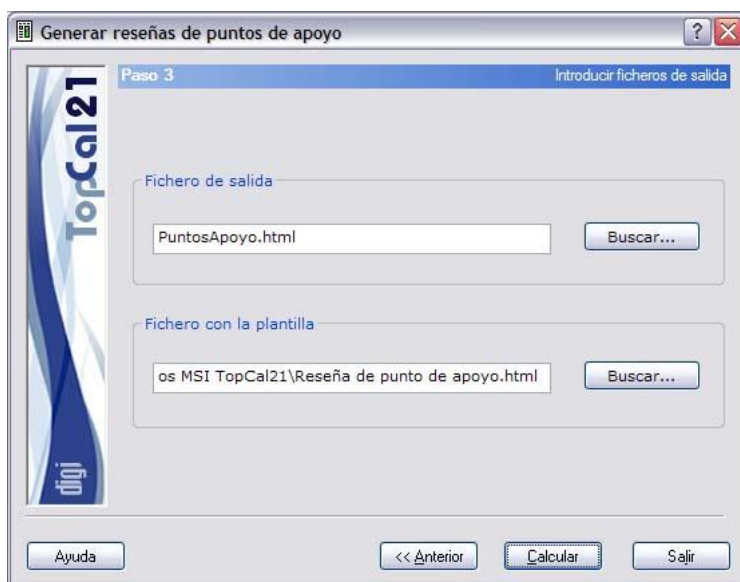 Generar reseñas de puntos de apoyo
Paso 3
Introducir ficheros de salida
TopCal21
digi
Fichero de salida
PuntosApoyo.html
Buscar...
Fichero con la plantilla
os MSI TopCal21\Reseña de punto de apoyo.html
Buscar...
Ayuda
<< Anterior
Calcular
Salir